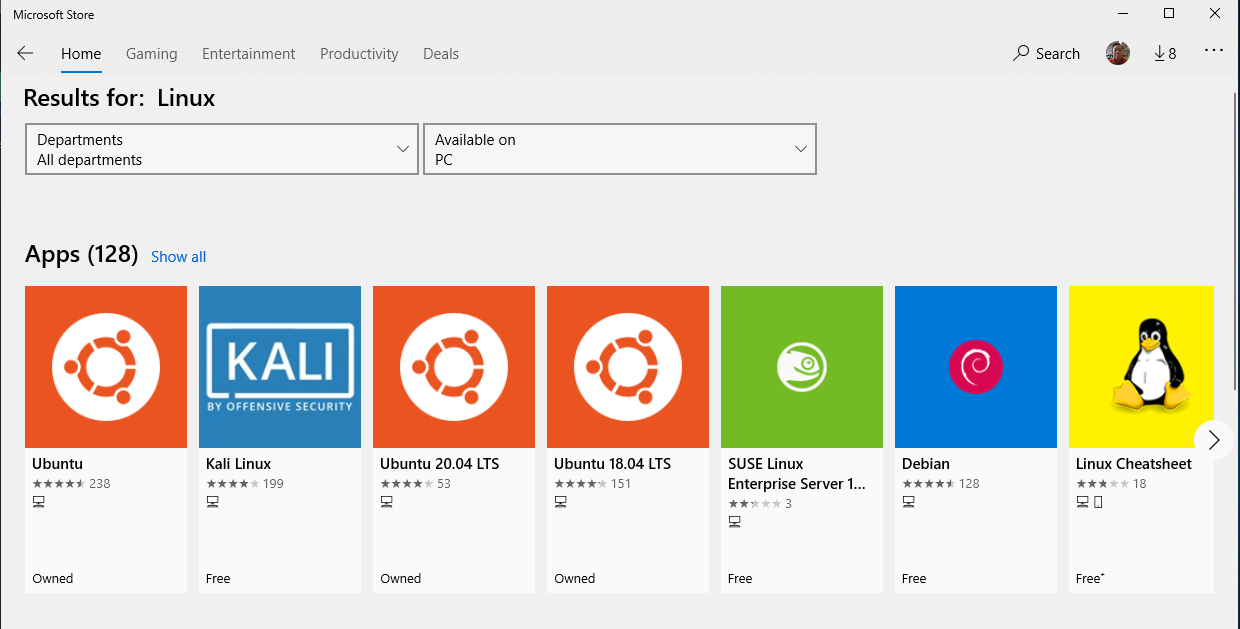 Microsoft Store
Home Gaming Entertainment Productivity Deals Search 8
Results for: Linux
Departments
All departments
Available on
PC
Apps (128) Show all
KALI
BY OFFENSIVE SECURITY
Ubuntu
238
Owned
Kali Linux
199
Free
Ubuntu 20.04 LTS
53
Owned
Ubuntu 18.04 LTS
151
Owned
SUSE Linux
Enterprise Server 1...
3
Free
Debian
128
Free
Linux Cheatsheet
18
Free+